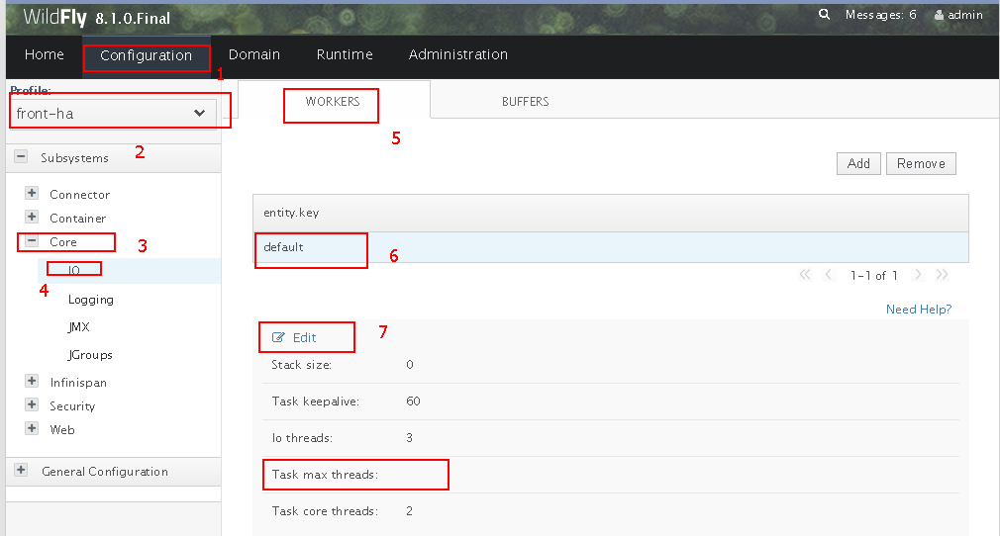 WildFly 8.1.0.Final
Messages: 6 admin
Home Configuration Domain Runtime Administration
1
Profile:
front-ha
2
Subsystems
Connector
Container
Core
3
IO
4
Logging
JMX
JGroups
Infinispan
Security
Web
General Configuration
WORKERS BUFFERS
5
Add Remove
entity.key
default
6
1-1 of 1
Need Help?
Edit
7
Stack size: 0
Task keepalive: 60
Io threads: 3
Task max threads:
Task core threads: 2